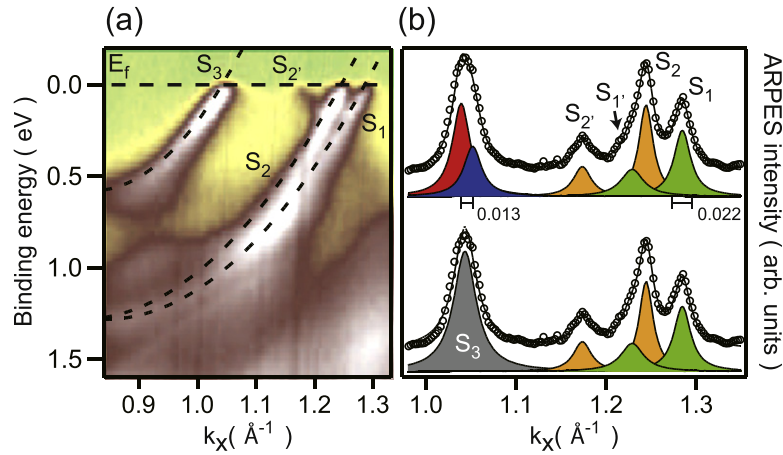 (a)
(b)
E_f
S_3
S_2'
S_2
S_1
0.0
0.5
1.0
1.5
Binding energy ( eV )
0.9 1.0 1.1 1.2 1.3
k_x( Å^-1
S_2'
S_1'
S_2
S_1
0.013
0.022
S_3
1.0 1.1 1.2 1.3
k_x( Å^-1
ARPES intensity ( arb. units )